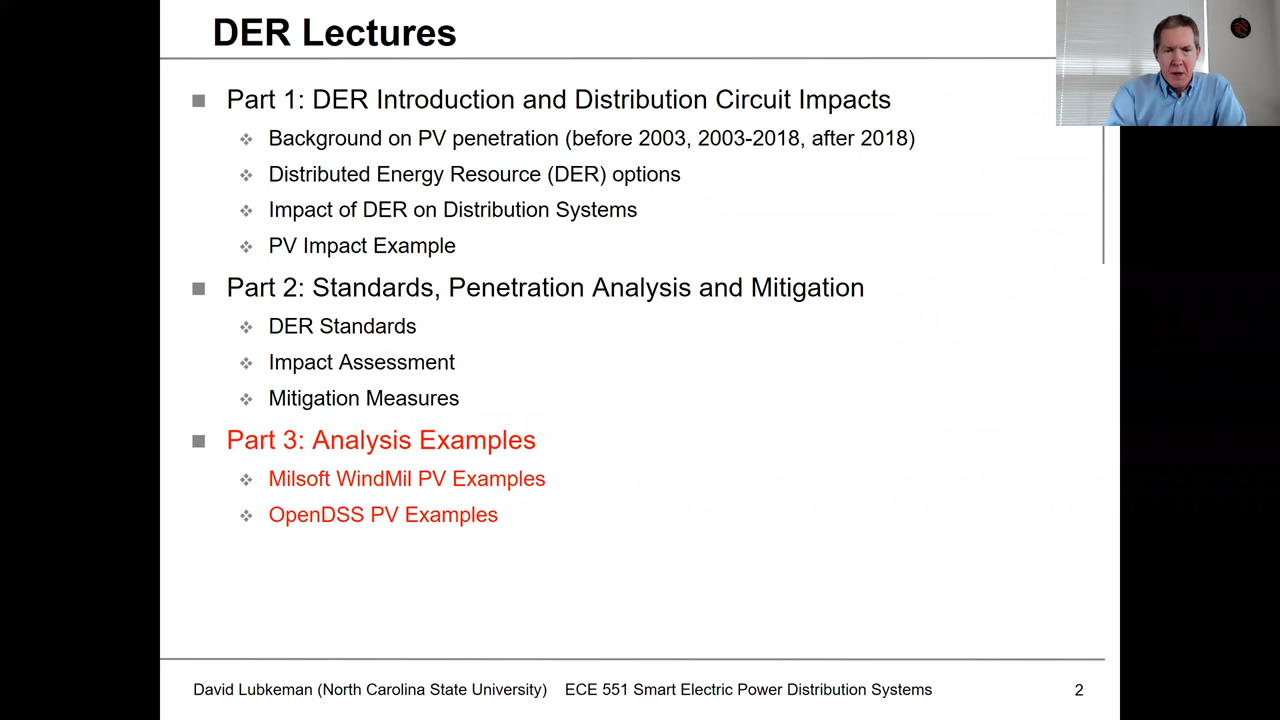 DER Lectures
Part 1: DER Introduction and Distribution Circuit Impacts
Background on PV penetration (before 2003, 2003-2018, after 2018)
Distributed Energy Resource (DER) options
Impact of DER on Distribution Systems
PV Impact Example
Part 2: Standards, Penetration Analysis and Mitigation
DER Standards
Impact Assessment
Mitigation Measures
Part 3: Analysis Examples
Milsoft WindMil PV Examples
OpenDSS PV Examples
David Lubkeman (North Carolina State University) ECE 551 Smart Electric Power Distribution Systems 2